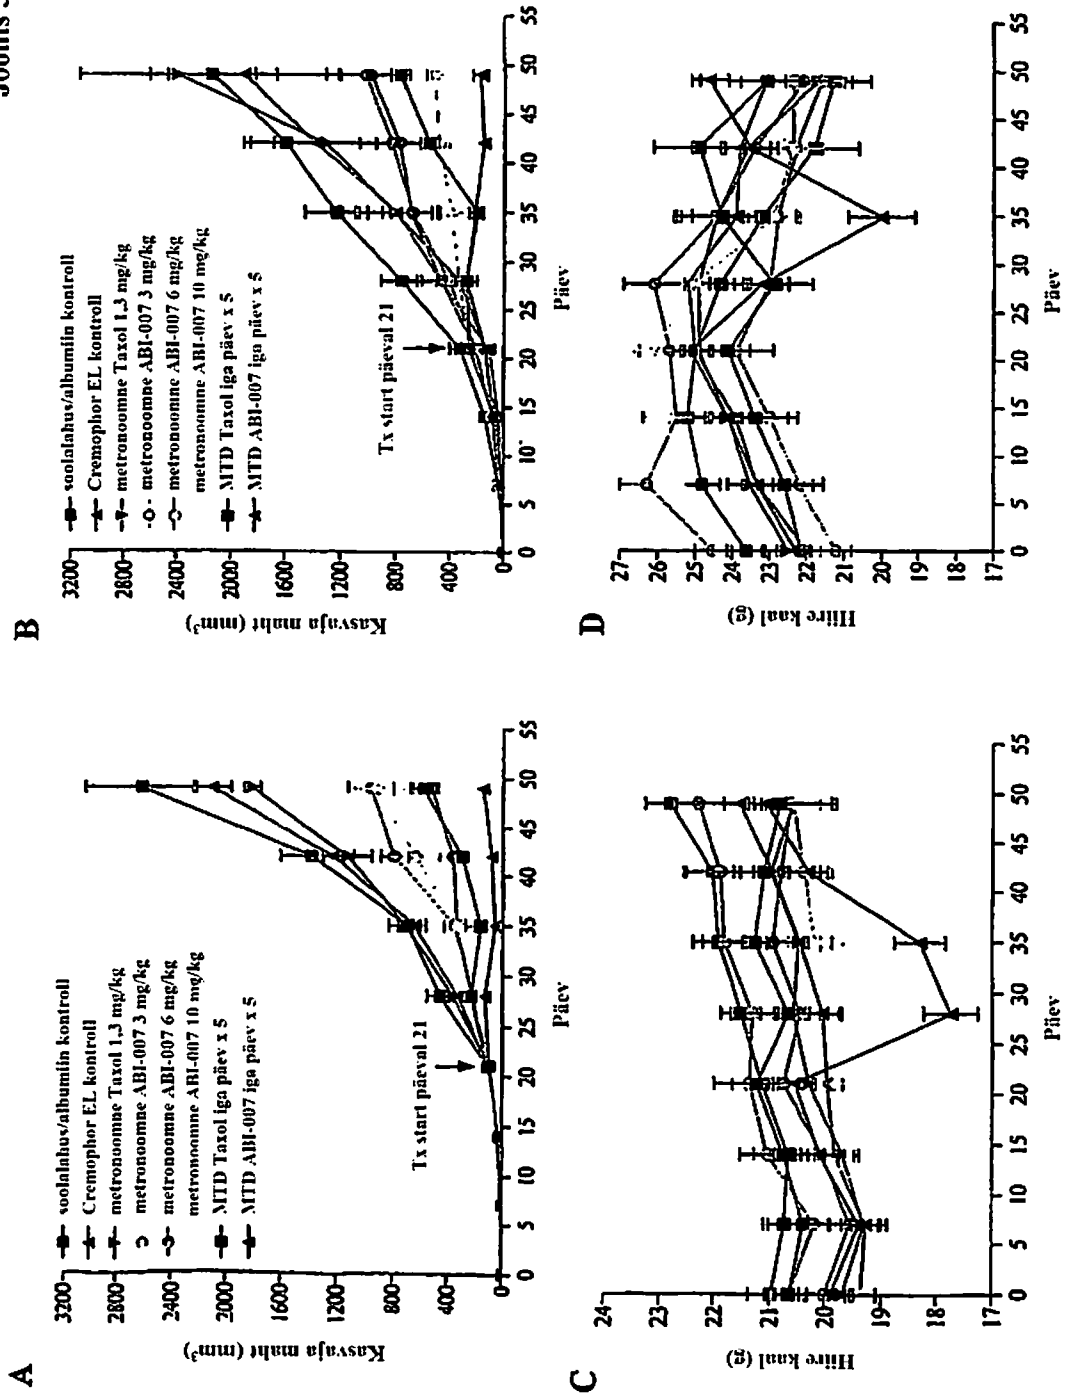 Joonis
A
Kasvaja maht (mm³)
3200
2800
2400
2000
1600
1200
800
400
0
0 5 10 15 20 25 30 35 40 45 50 55
Päev
soolalahus/albumiin kontroll
Cremophor EL kontroll
metronoomne Taxol 1,3 mg/kg
metronoomne ABI-007 3 mg/kg
metronoomne ABI-007 6 mg/kg
metronoomne ABI-007 10 mg/kg
MTD Taxol iga päev x 5
MTD ABI-007 iga päev x 5
Tx start päeval 21
B
Kasvaja maht (mm³)
3200
2800
2400
2000
1600
1200
800
400
0
0 5 10 15 20 25 30 35 40 45 50 55
Päev
soolalahus/albumiin kontroll
Cremophor EL kontroll
metronoomne Taxol 1,3 mg/kg
metronoomne ABI-007 3 mg/kg
metronoomne ABI-007 6 mg/kg
metronoomne ABI-007 10 mg/kg
MTD Taxol iga päev x 5
MTD ABI-007 iga päev x 5
Tx start päeval 21
C
Hiire kaal (g)
24
23
22
21
20
19
18
17
0 5 10 15 20 25 30 35 40 45 50 55
Päev
D
Hiire kaal (g)
27
26
25
24
23
22
21
20
19
18
17
0 5 10 15 20 25 30 35 40 45 50 55
Päev